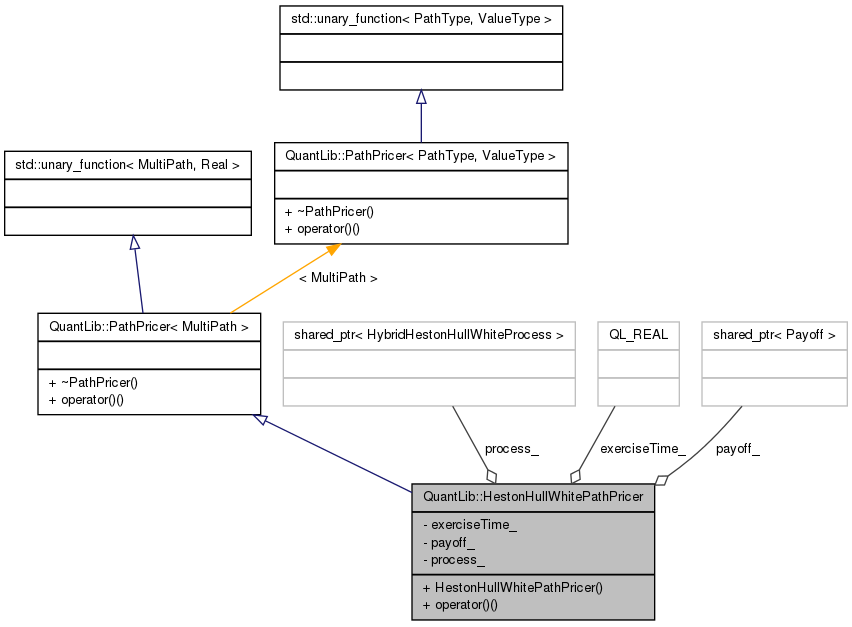 std::unary_function< PathType, ValueType >
std::unary_function< MultiPath, Real >
QuantLib::PathPricer< PathType, ValueType >
+ ~PathPricer()
+ operator()()
< MultiPath >
QuantLib::PathPricer< MultiPath >
+ ~PathPricer()
+ operator()()
shared_ptr< HybridHestonHullWhiteProcess >
QL_REAL
shared_ptr< Payoff >
process_
exerciseTime_
payoff_
QuantLib::HestonHullWhitePathPricer
- exerciseTime_
- payoff_
- process_
+ HestonHullWhitePathPricer()
+ operator()()